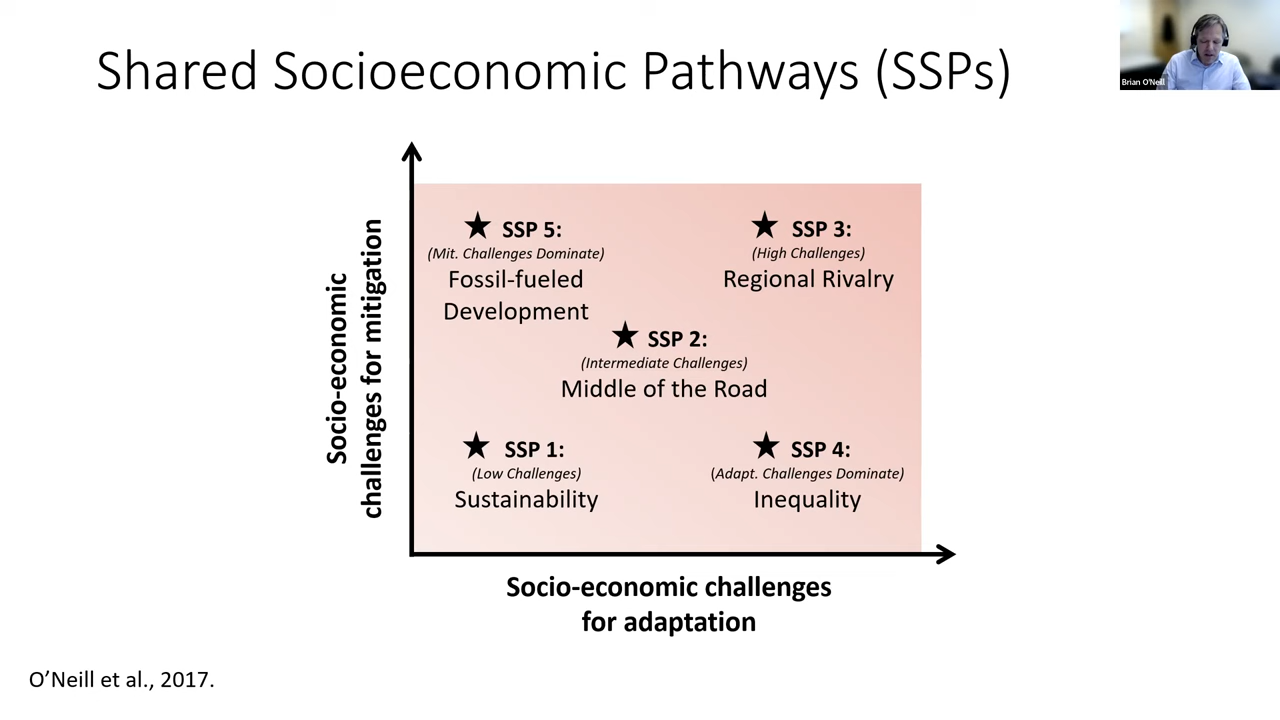 Shared Socioeconomic Pathways (SSPs)
Brian O'Neill
Socio-economic
challenges for mitigation
★ SSP 5:
(Mit. Challenges Dominate)
Fossil-fueled
Development
★ SSP 3:
(High Challenges)
Regional Rivalry
★ SSP 2:
(Intermediate Challenges)
Middle of the Road
★ SSP 1:
(Low Challenges)
Sustainability
★ SSP 4:
(Adapt. Challenges Dominate)
Inequality
Socio-economic challenges
for adaptation
O’Neill et al., 2017.